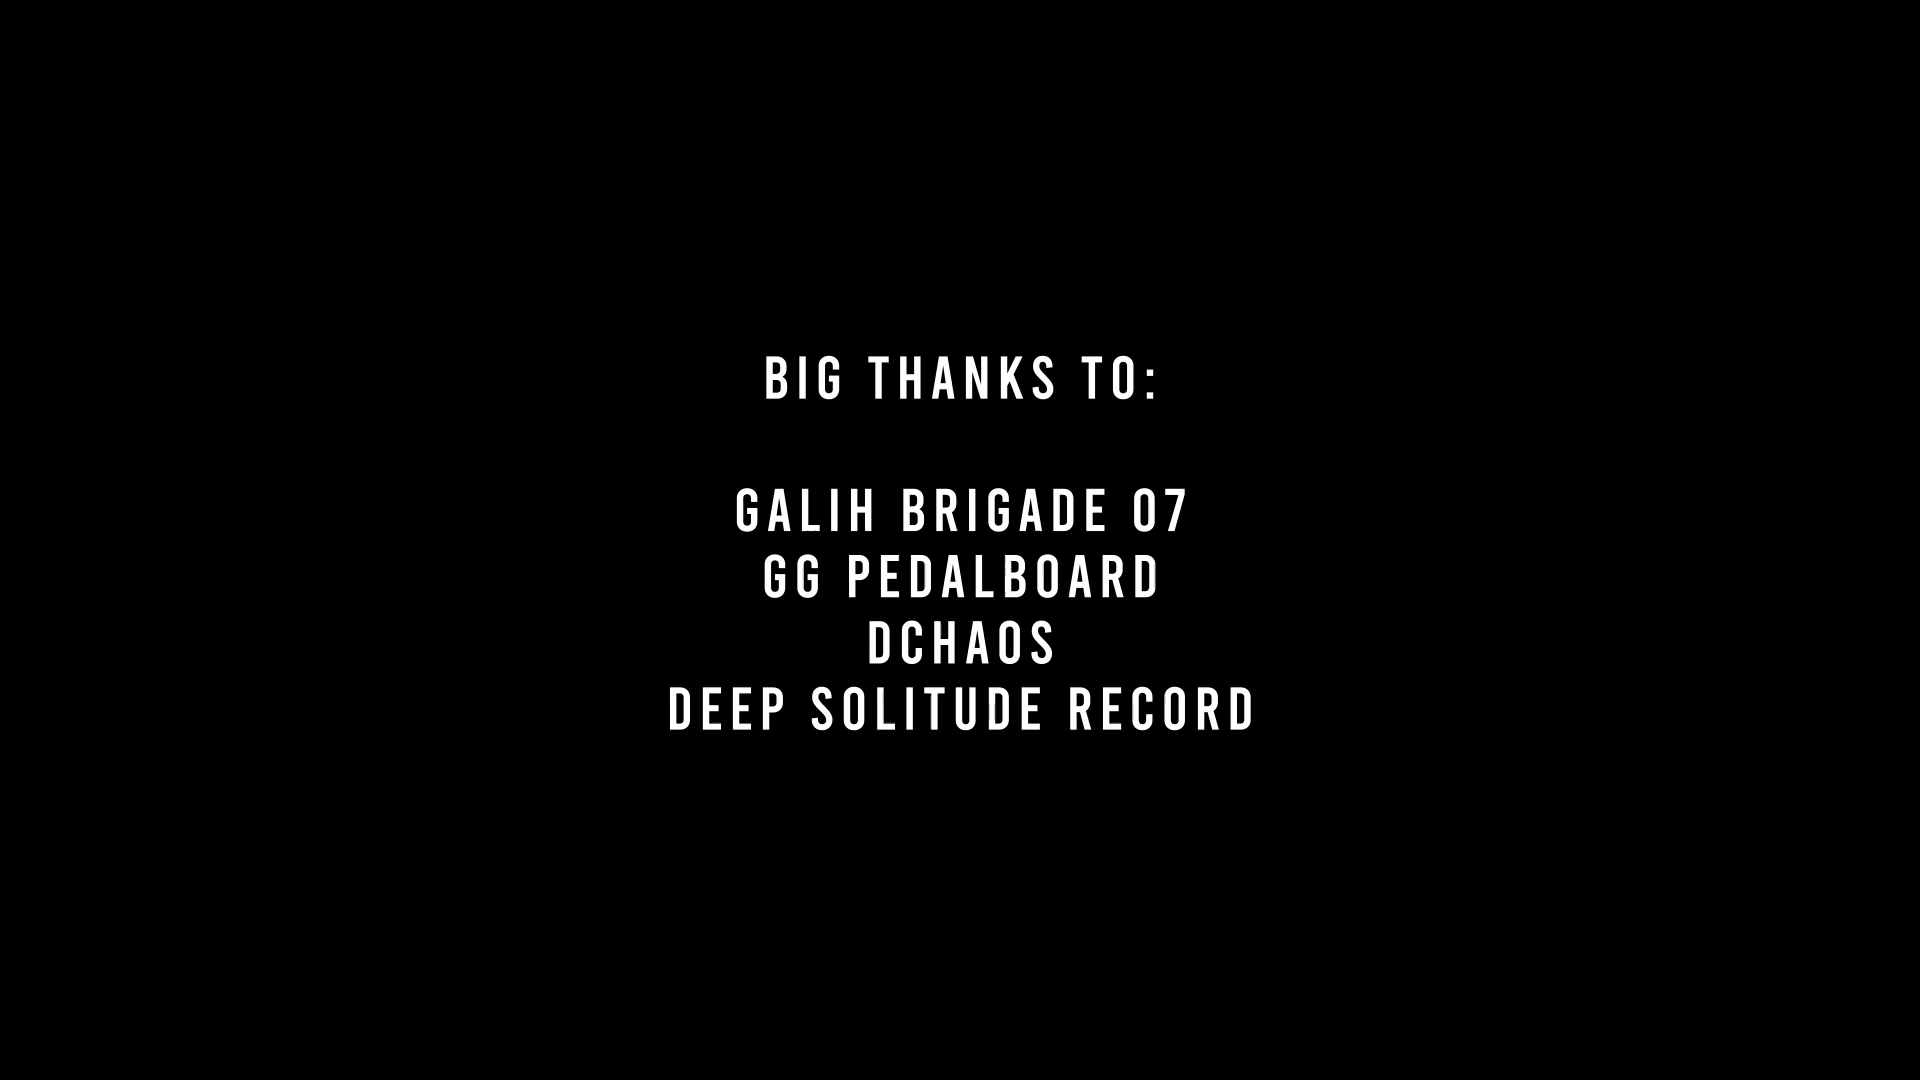 BIG THANKS TO:
GALIH BRIGADE 07
GG PEDALBOARD
DCHAOS
DEEP SOLITUDE RECORD